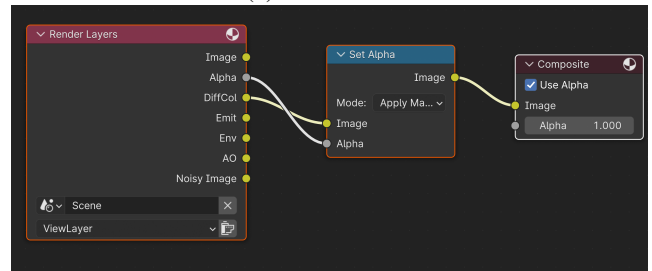 Render Layers
Image
Alpha
DiffCol
Emit
Env
AO
Noisy Image
Scene
ViewLayer
Set Alpha
Image
Mode: Apply Ma...
Image
Alpha
Composite
Use Alpha
Image
Alpha 1.000